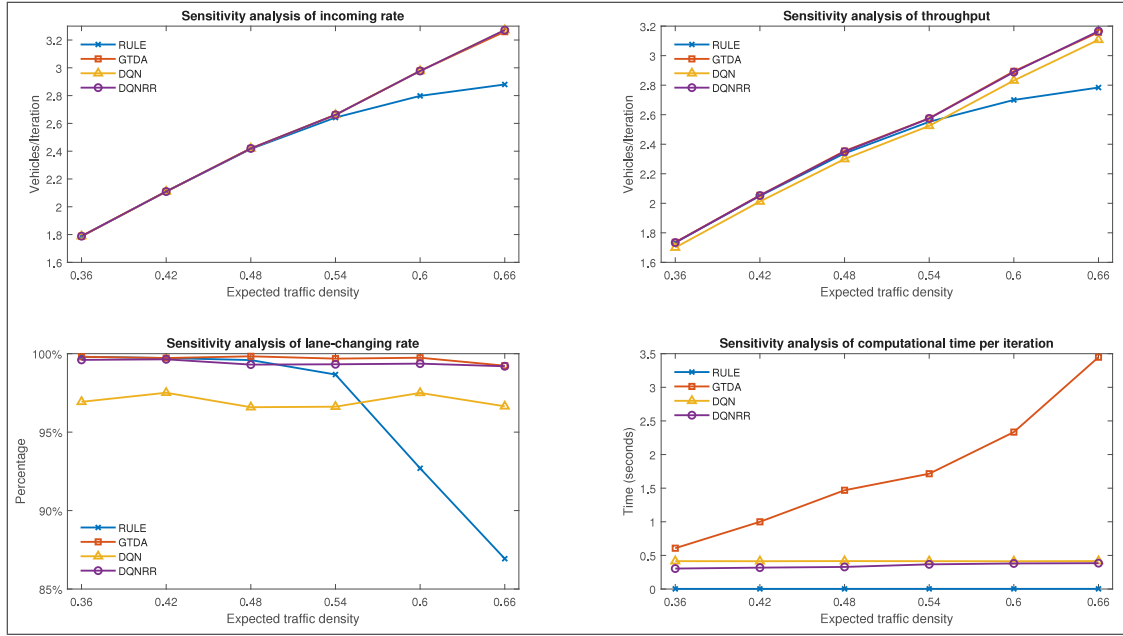 Sensitivity analysis of incoming rate
3.2
3
2.8
2.6
2.4
2.2
2
1.8
1.6
Vehicles/Iteration
RULE
GTDA
DQN
DQNRR
0.36 0.42 0.48 0.54 0.6 0.66
Expected traffic density
Sensitivity analysis of throughput
3.2
3
2.8
2.6
2.4
2.2
2
1.8
1.6
Vehicles/Iteration
RULE
GTDA
DQN
DQNRR
0.36 0.42 0.48 0.54 0.6 0.66
Expected traffic density
Sensitivity analysis of lane-changing rate
100%
95%
90%
85%
Percentage
RULE
GTDA
DQN
DQNRR
0.36 0.42 0.48 0.54 0.6 0.66
Expected traffic density
Sensitivity analysis of computational time per iteration
3.5
3
2.5
2
1.5
1
0.5
0
Time (seconds)
RULE
GTDA
DQN
DQNRR
0.36 0.42 0.48 0.54 0.6 0.66
Expected traffic density